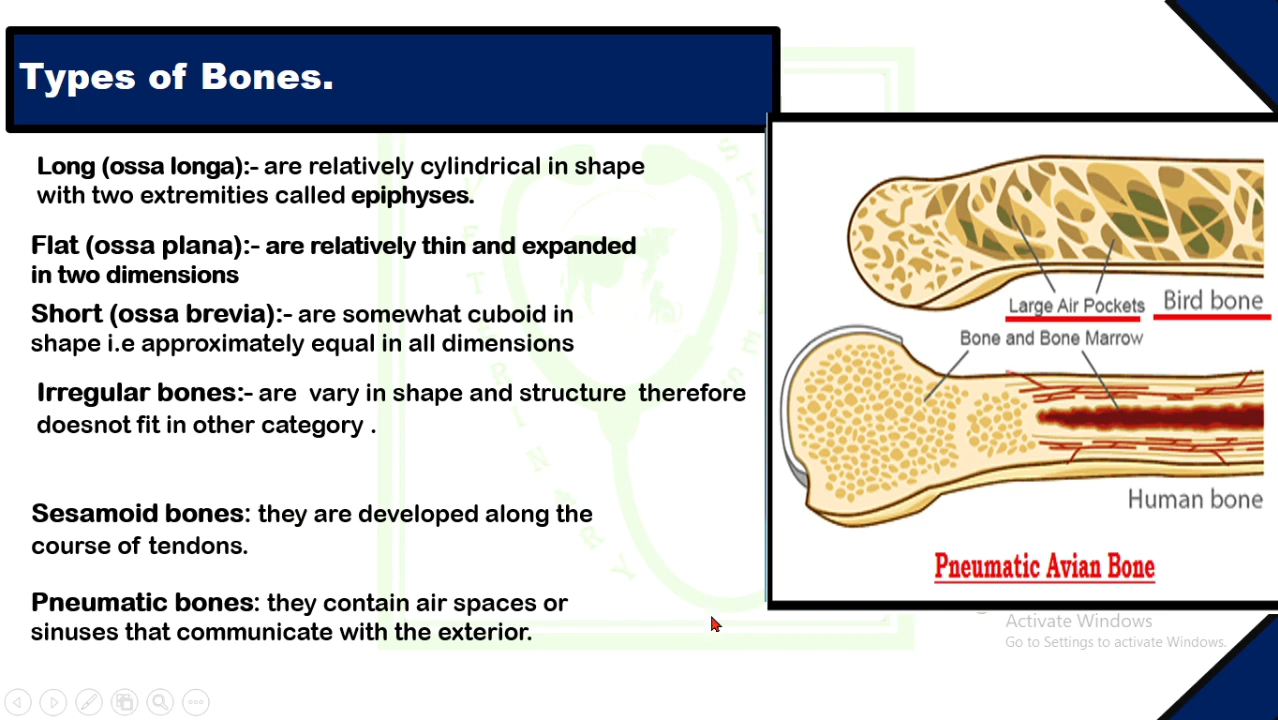 Types of Bones.
Long (ossa longa):- are relatively cylindrical in shape
with two extremities called epiphyses.
Flat (ossa plana):- are relatively thin and expanded
in two dimensions
Short (ossa brevia):- are somewhat cuboid in
shape i.e approximately equal in all dimensions
Irregular bones:- are vary in shape and structure therefore
doesnot fit in other category .
Sesamoid bones: they are developed along the
course of tendons.
Pneumatic bones: they contain air spaces or
sinuses that communicate with the exterior.
Large Air Pockets
Bird bone
Bone and Bone Marrow
Human bone
Pneumatic Avian Bone
Activate Windows
Go to Settings to activate Windows.